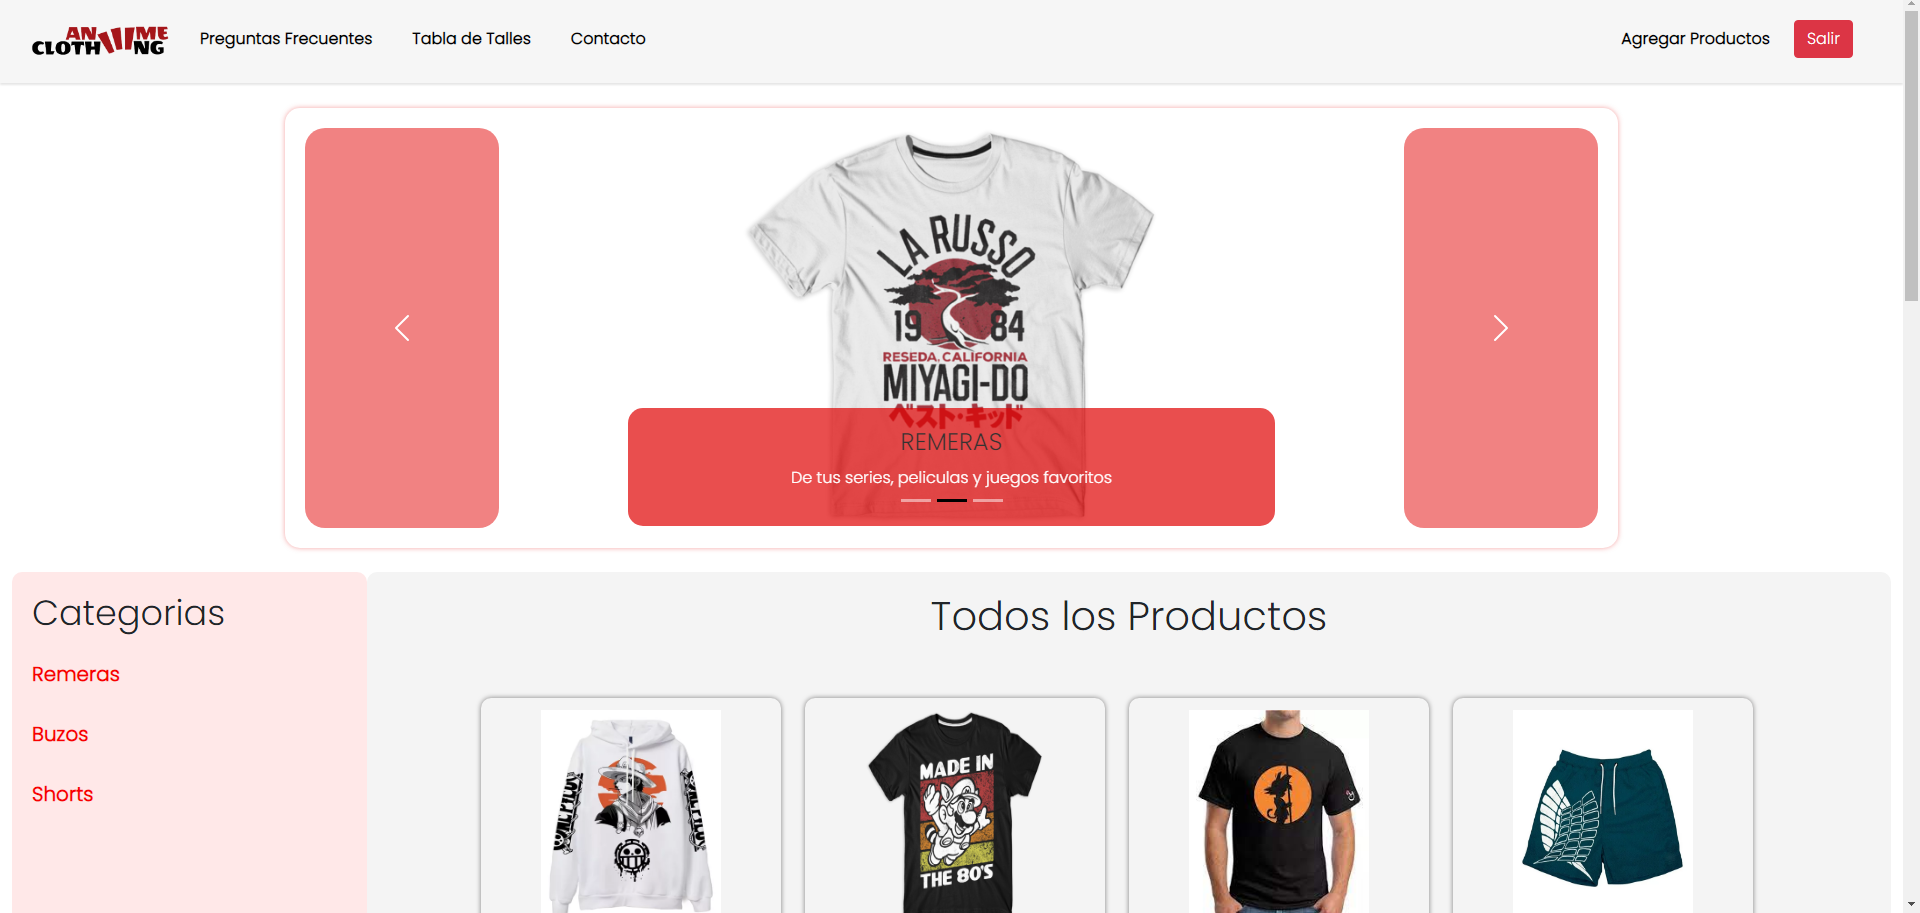 ANIME
CLOTHING
Preguntas Frecuentes
Tabla de Talles
Contacto
Agregar Productos
Salir
LA RUSSO
19 84
RESEDA, CALIFORNIA
MIYAGI-DO
ベスト・キッド
REMERAS
De tus series, peliculas y juegos favoritos
Categorias
Remeras
Buzos
Shorts
Todos los Productos
MADE IN
THE 80'S